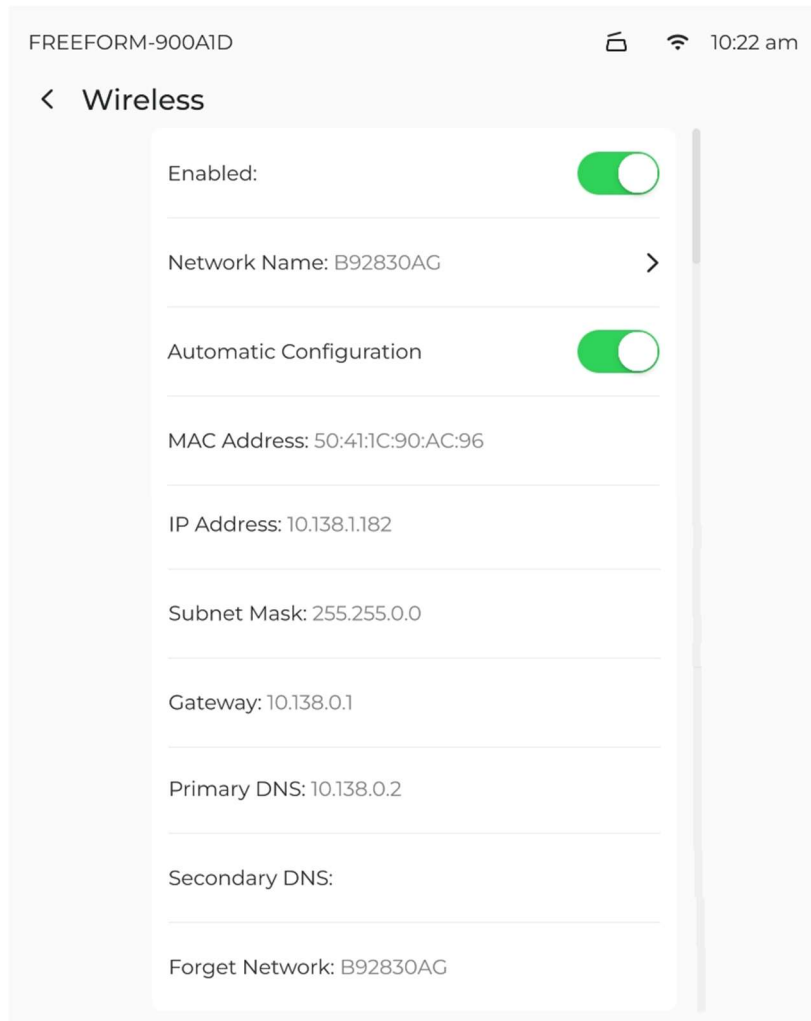 FREEFORM-900A1D 10:22 am
Wireless
Enabled:
Network Name: B92830AG
Automatic Configuration
MAC Address: 50:41:1C:90:AC:96
IP Address: 10.138.1.182
Subnet Mask: 255.255.0.0
Gateway: 10.138.0.1
Primary DNS: 10.138.0.2
Secondary DNS:
Forget Network: B92830AG